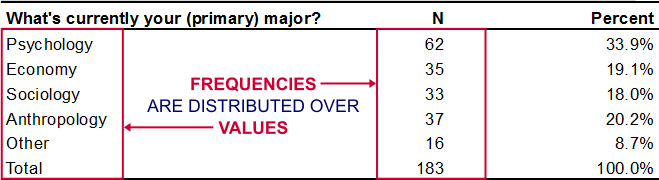 What's currently your (primary) major? N Percent
Psychology 62 33.9%
Economy 35 19.1%
FREQUENCIES
Sociology 33 18.0%
ARE DISTRIBUTED OVER
Anthropology 37 20.2%
VALUES
Other 16 8.7%
Total 183 100.0%